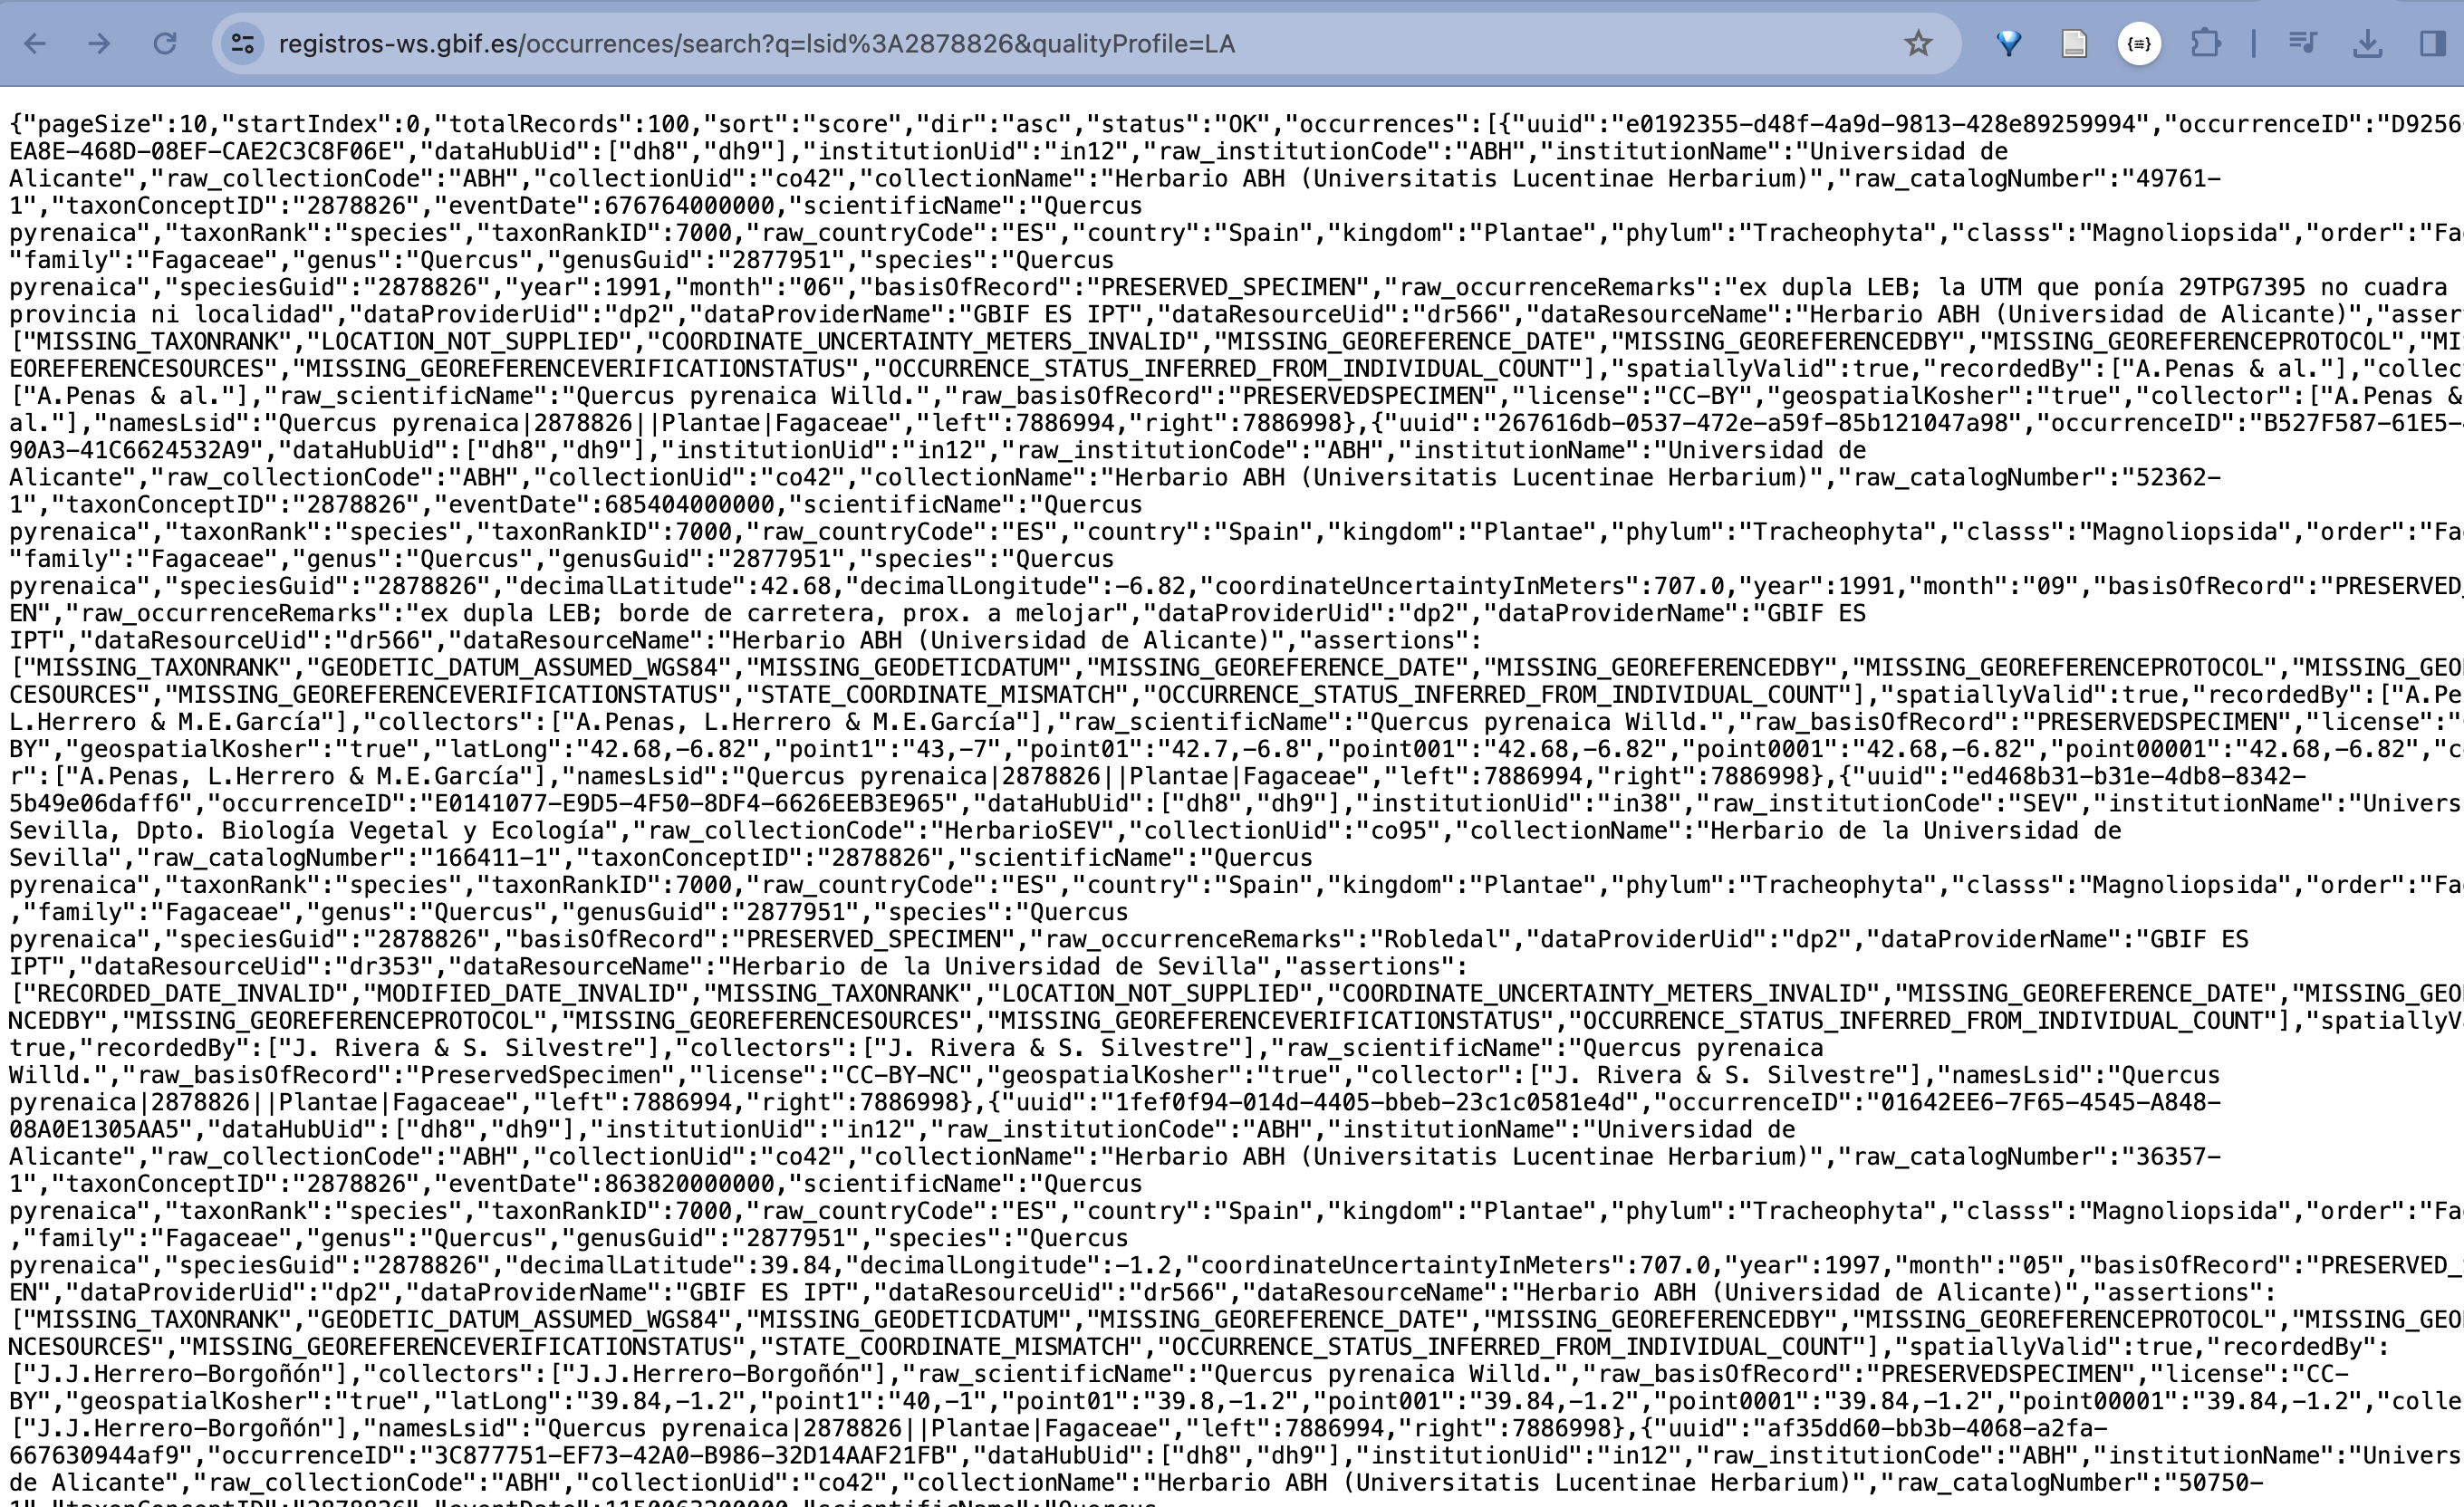 registros-ws.gbif.es/occurrences/search?q=lsid%3A2878826&qualityProfile=LA
{"pageSize":10,"startIndex":0,"totalRecords":100,"sort":"score","dir":"asc","status":"OK","occurrences":[{"uuid":"e0192355-d48f-4a9d-9813-428e89259994","occurrenceID":"D9256
EA8E-468D-08EF-CAE2C3C8F06E","dataHubUid":["dh8","dh9"],"institutionUid":"in12","raw_institutionCode":"ABH","institutionName":"Universidad de
Alicante","raw_collectionCode":"ABH","collectionUid":"co42","collectionName":"Herbario ABH (Universitatis Lucentinae Herbarium)","raw_catalogNumber":"49761-
1","taxonConceptID":"2878826","eventDate":676764000000,"scientificName":"Quercus
pyrenaica","taxonRank":"species","taxonRankID":7000,"raw_countryCode":"ES","country":"Spain","kingdom":"Plantae","phylum":"Tracheophyta","classs":"Magnoliopsida","order":"Fa
"family":"Fagaceae","genus":"Quercus","genusGuid":"2877951","species":"Quercus
pyrenaica","speciesGuid":"2878826","year":1991,"month":"06","basisOfRecord":"PRESERVED_SPECIMEN","raw_occurrenceRemarks":"ex dupla LEB; la UTM que ponía 29TPG7395 no cuadra
provincia ni localidad","dataProviderUid":"dp2","dataProviderName":"GBIF ES IPT","dataResourceUid":"dr566","dataResourceName":"Herbario ABH (Universidad de Alicante)","asser
["MISSING_TAXONRANK","LOCATION_NOT_SUPPLIED","COORDINATE_UNCERTAINTY_METERS_INVALID","MISSING_GEOREFERENCE_DATE","MISSING_GEOREFERENCEDBY","MISSING_GEOREFERENCEPROTOCOL","MI
EOREFERENCESOURCES","MISSING_GEOREFERENCEVERIFICATIONSTATUS","OCCURRENCE_STATUS_INFERRED_FROM_INDIVIDUAL_COUNT"],"spatiallyValid":true,"recordedBy":["A.Penas & al."],"collec
["A.Penas & al."],"raw_scientificName":"Quercus pyrenaica Willd.","raw_basisOfRecord":"PRESERVEDSPECIMEN","license":"CC-BY","geospatialKosher":"true","collector":["A.Penas &
al."],"namesLsid":"Quercus pyrenaica|2878826||Plantae|Fagaceae","left":7886994,"right":7886998},{"uuid":"267616db-0537-472e-a59f-85b121047a98","occurrenceID":"B527F587-61E5-
90A3-41C6624532A9","dataHubUid":["dh8","dh9"],"institutionUid":"in12","raw_institutionCode":"ABH","institutionName":"Universidad de
Alicante","raw_collectionCode":"ABH","collectionUid":"co42","collectionName":"Herbario ABH (Universitatis Lucentinae Herbarium)","raw_catalogNumber":"52362-
1","taxonConceptID":"2878826","eventDate":685404000000,"scientificName":"Quercus
pyrenaica","taxonRank":"species","taxonRankID":7000,"raw_countryCode":"ES","country":"Spain","kingdom":"Plantae","phylum":"Tracheophyta","classs":"Magnoliopsida","order":"Fa
"family":"Fagaceae","genus":"Quercus","genusGuid":"2877951","species":"Quercus
pyrenaica","speciesGuid":"2878826","decimalLatitude":42.68,"decimalLongitude":-6.82,"coordinateUncertaintyInMeters":707.0,"year":1991,"month":"09","basisOfRecord":"PRESERVED_
EN","raw_occurrenceRemarks":"ex dupla LEB; borde de carretera, prox. a melojar","dataProviderUid":"dp2","dataProviderName":"GBIF ES
IPT","dataResourceUid":"dr566","dataResourceName":"Herbario ABH (Universidad de Alicante)","assertions":
["MISSING_TAXONRANK","GEODETIC_DATUM_ASSUMED_WGS84","MISSING_GEODETICDATUM","MISSING_GEOREFERENCE_DATE","MISSING_GEOREFERENCEDBY","MISSING_GEOREFERENCEPROTOCOL","MISSING_GEO
CESOURCES","MISSING_GEOREFERENCEVERIFICATIONSTATUS","STATE_COORDINATE_MISMATCH","OCCURRENCE_STATUS_INFERRED_FROM_INDIVIDUAL_COUNT"],"spatiallyValid":true,"recordedBy":["A.Pe
L.Herrero & M.E.García"],"collectors":["A.Penas, L.Herrero & M.E.García"],"raw_scientificName":"Quercus pyrenaica Willd.","raw_basisOfRecord":"PRESERVEDSPECIMEN","license":"
BY","geospatialKosher":"true","latLong":"42.68,-6.82","point1":"43,-7","point01":"42.7,-6.8","point001":"42.68,-6.82","point0001":"42.68,-6.82","point00001":"42.68,-6.82","c
r":["A.Penas, L.Herrero & M.E.García"],"namesLsid":"Quercus pyrenaica|2878826||Plantae|Fagaceae","left":7886994,"right":7886998},{"uuid":"ed468b31-b31e-4db8-8342-
5b49e06daff6","occurrenceID":"E0141077-E9D5-4F50-8DF4-6626EEB3E965","dataHubUid":["dh8","dh9"],"institutionUid":"in38","raw_institutionCode":"SEV","institutionName":"Univers
Sevilla, Dpto. Biología Vegetal y Ecología","raw_collectionCode":"HerbarioSEV","collectionUid":"co95","collectionName":"Herbario de la Universidad de
Sevilla","raw_catalogNumber":"166411-1","taxonConceptID":"2878826","scientificName":"Quercus
pyrenaica","taxonRank":"species","taxonRankID":7000,"raw_countryCode":"ES","country":"Spain","kingdom":"Plantae","phylum":"Tracheophyta","classs":"Magnoliopsida","order":"Fa
,"family":"Fagaceae","genus":"Quercus","genusGuid":"2877951","species":"Quercus
pyrenaica","speciesGuid":"2878826","basisOfRecord":"PRESERVED_SPECIMEN","raw_occurrenceRemarks":"Robledal","dataProviderUid":"dp2","dataProviderName":"GBIF ES
IPT","dataResourceUid":"dr353","dataResourceName":"Herbario de la Universidad de Sevilla","assertions":
["RECORDED_DATE_INVALID","MODIFIED_DATE_INVALID","MISSING_TAXONRANK","LOCATION_NOT_SUPPLIED","COORDINATE_UNCERTAINTY_METERS_INVALID","MISSING_GEOREFERENCE_DATE","MISSING_GEO
NCEDBY","MISSING_GEOREFERENCEPROTOCOL","MISSING_GEOREFERENCESOURCES","MISSING_GEOREFERENCEVERIFICATIONSTATUS","OCCURRENCE_STATUS_INFERRED_FROM_INDIVIDUAL_COUNT"],"spatiallyV
true,"recordedBy":["J. Rivera & S. Silvestre"],"collectors":["J. Rivera & S. Silvestre"],"raw_scientificName":"Quercus pyrenaica
Willd.","raw_basisOfRecord":"PreservedSpecimen","license":"CC-BY-NC","geospatialKosher":"true","collector":["J. Rivera & S. Silvestre"],"namesLsid":"Quercus
pyrenaica|2878826||Plantae|Fagaceae","left":7886994,"right":7886998},{"uuid":"1fef0f94-014d-4405-bbeb-23c1c0581e4d","occurrenceID":"01642EE6-7F65-4545-A848-
08A0E1305AA5","dataHubUid":["dh8","dh9"],"institutionUid":"in12","raw_institutionCode":"ABH","institutionName":"Universidad de
Alicante","raw_collectionCode":"ABH","collectionUid":"co42","collectionName":"Herbario ABH (Universitatis Lucentinae Herbarium)","raw_catalogNumber":"36357-
1","taxonConceptID":"2878826","eventDate":863820000000,"scientificName":"Quercus
pyrenaica","taxonRank":"species","taxonRankID":7000,"raw_countryCode":"ES","country":"Spain","kingdom":"Plantae","phylum":"Tracheophyta","classs":"Magnoliopsida","order":"Fa
,"family":"Fagaceae","genus":"Quercus","genusGuid":"2877951","species":"Quercus
pyrenaica","speciesGuid":"2878826","decimalLatitude":39.84,"decimalLongitude":-1.2,"coordinateUncertaintyInMeters":707.0,"year":1997,"month":"05","basisOfRecord":"PRESERVED_
EN","dataProviderUid":"dp2","dataProviderName":"GBIF ES IPT","dataResourceUid":"dr566","dataResourceName":"Herbario ABH (Universidad de Alicante)","assertions":
["MISSING_TAXONRANK","GEODETIC_DATUM_ASSUMED_WGS84","MISSING_GEODETICDATUM","MISSING_GEOREFERENCE_DATE","MISSING_GEOREFERENCEDBY","MISSING_GEOREFERENCEPROTOCOL","MISSING_GEO
NCESOURCES","MISSING_GEOREFERENCEVERIFICATIONSTATUS","STATE_COORDINATE_MISMATCH","OCCURRENCE_STATUS_INFERRED_FROM_INDIVIDUAL_COUNT"],"spatiallyValid":true,"recordedBy":
["J.J.Herrero-Borgoñón"],"collectors":["J.J.Herrero-Borgoñón"],"raw_scientificName":"Quercus pyrenaica Willd.","raw_basisOfRecord":"PRESERVEDSPECIMEN","license":"CC-
BY","geospatialKosher":"true","latLong":"39.84,-1.2","point1":"40,-1","point01":"39.8,-1.2","point001":"39.84,-1.2","point0001":"39.84,-1.2","point00001":"39.84,-1.2","colle
["J.J.Herrero-Borgoñón"],"namesLsid":"Quercus pyrenaica|2878826||Plantae|Fagaceae","left":7886994,"right":7886998},{"uuid":"af35dd60-bb3b-4068-a2fa-
667630944af9","occurrenceID":"3C877751-EF73-42A0-B986-32D14AAF21FB","dataHubUid":["dh8","dh9"],"institutionUid":"in12","raw_institutionCode":"ABH","institutionName":"Univers
de Alicante","raw_collectionCode":"ABH","collectionUid":"co42","collectionName":"Herbario ABH (Universitatis Lucentinae Herbarium)","raw_catalogNumber":"50750-